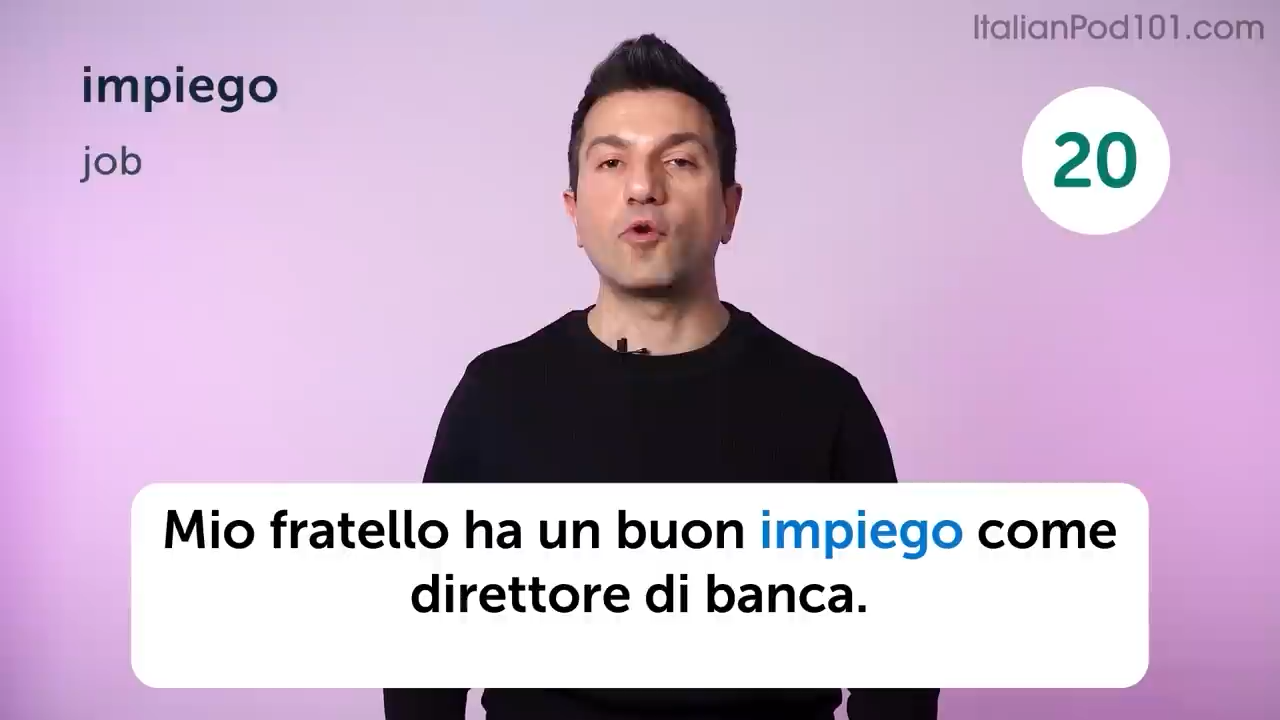 ItalianPod101.com
impiego
job
20
Mio fratello ha un buon impiego come
direttore di banca.